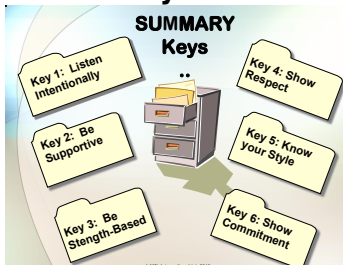 SUMMARY
Keys
..
Key 1: Listen
Intentionally
Key 2: Be
Supportive
Key 3: Be
Stength-Based
Key 4: Show
Respect
Key 5: Know
your Style
Key 6: Show
Commitment